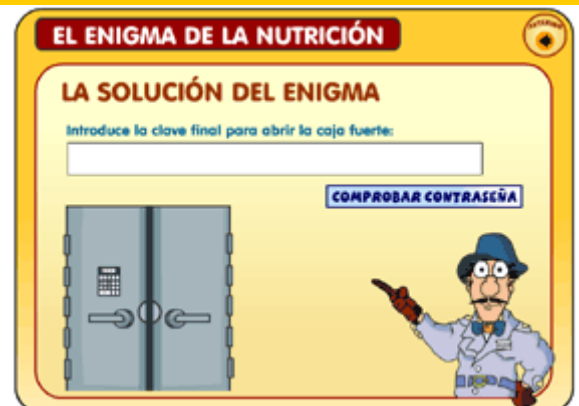 EL ENIGMA DE LA NUTRICIÓN
LA SOLUCIÓN DEL ENIGMA
Introduce la clave final para abrir la caja fuerte:
COMPROBAR CONTRASEÑA